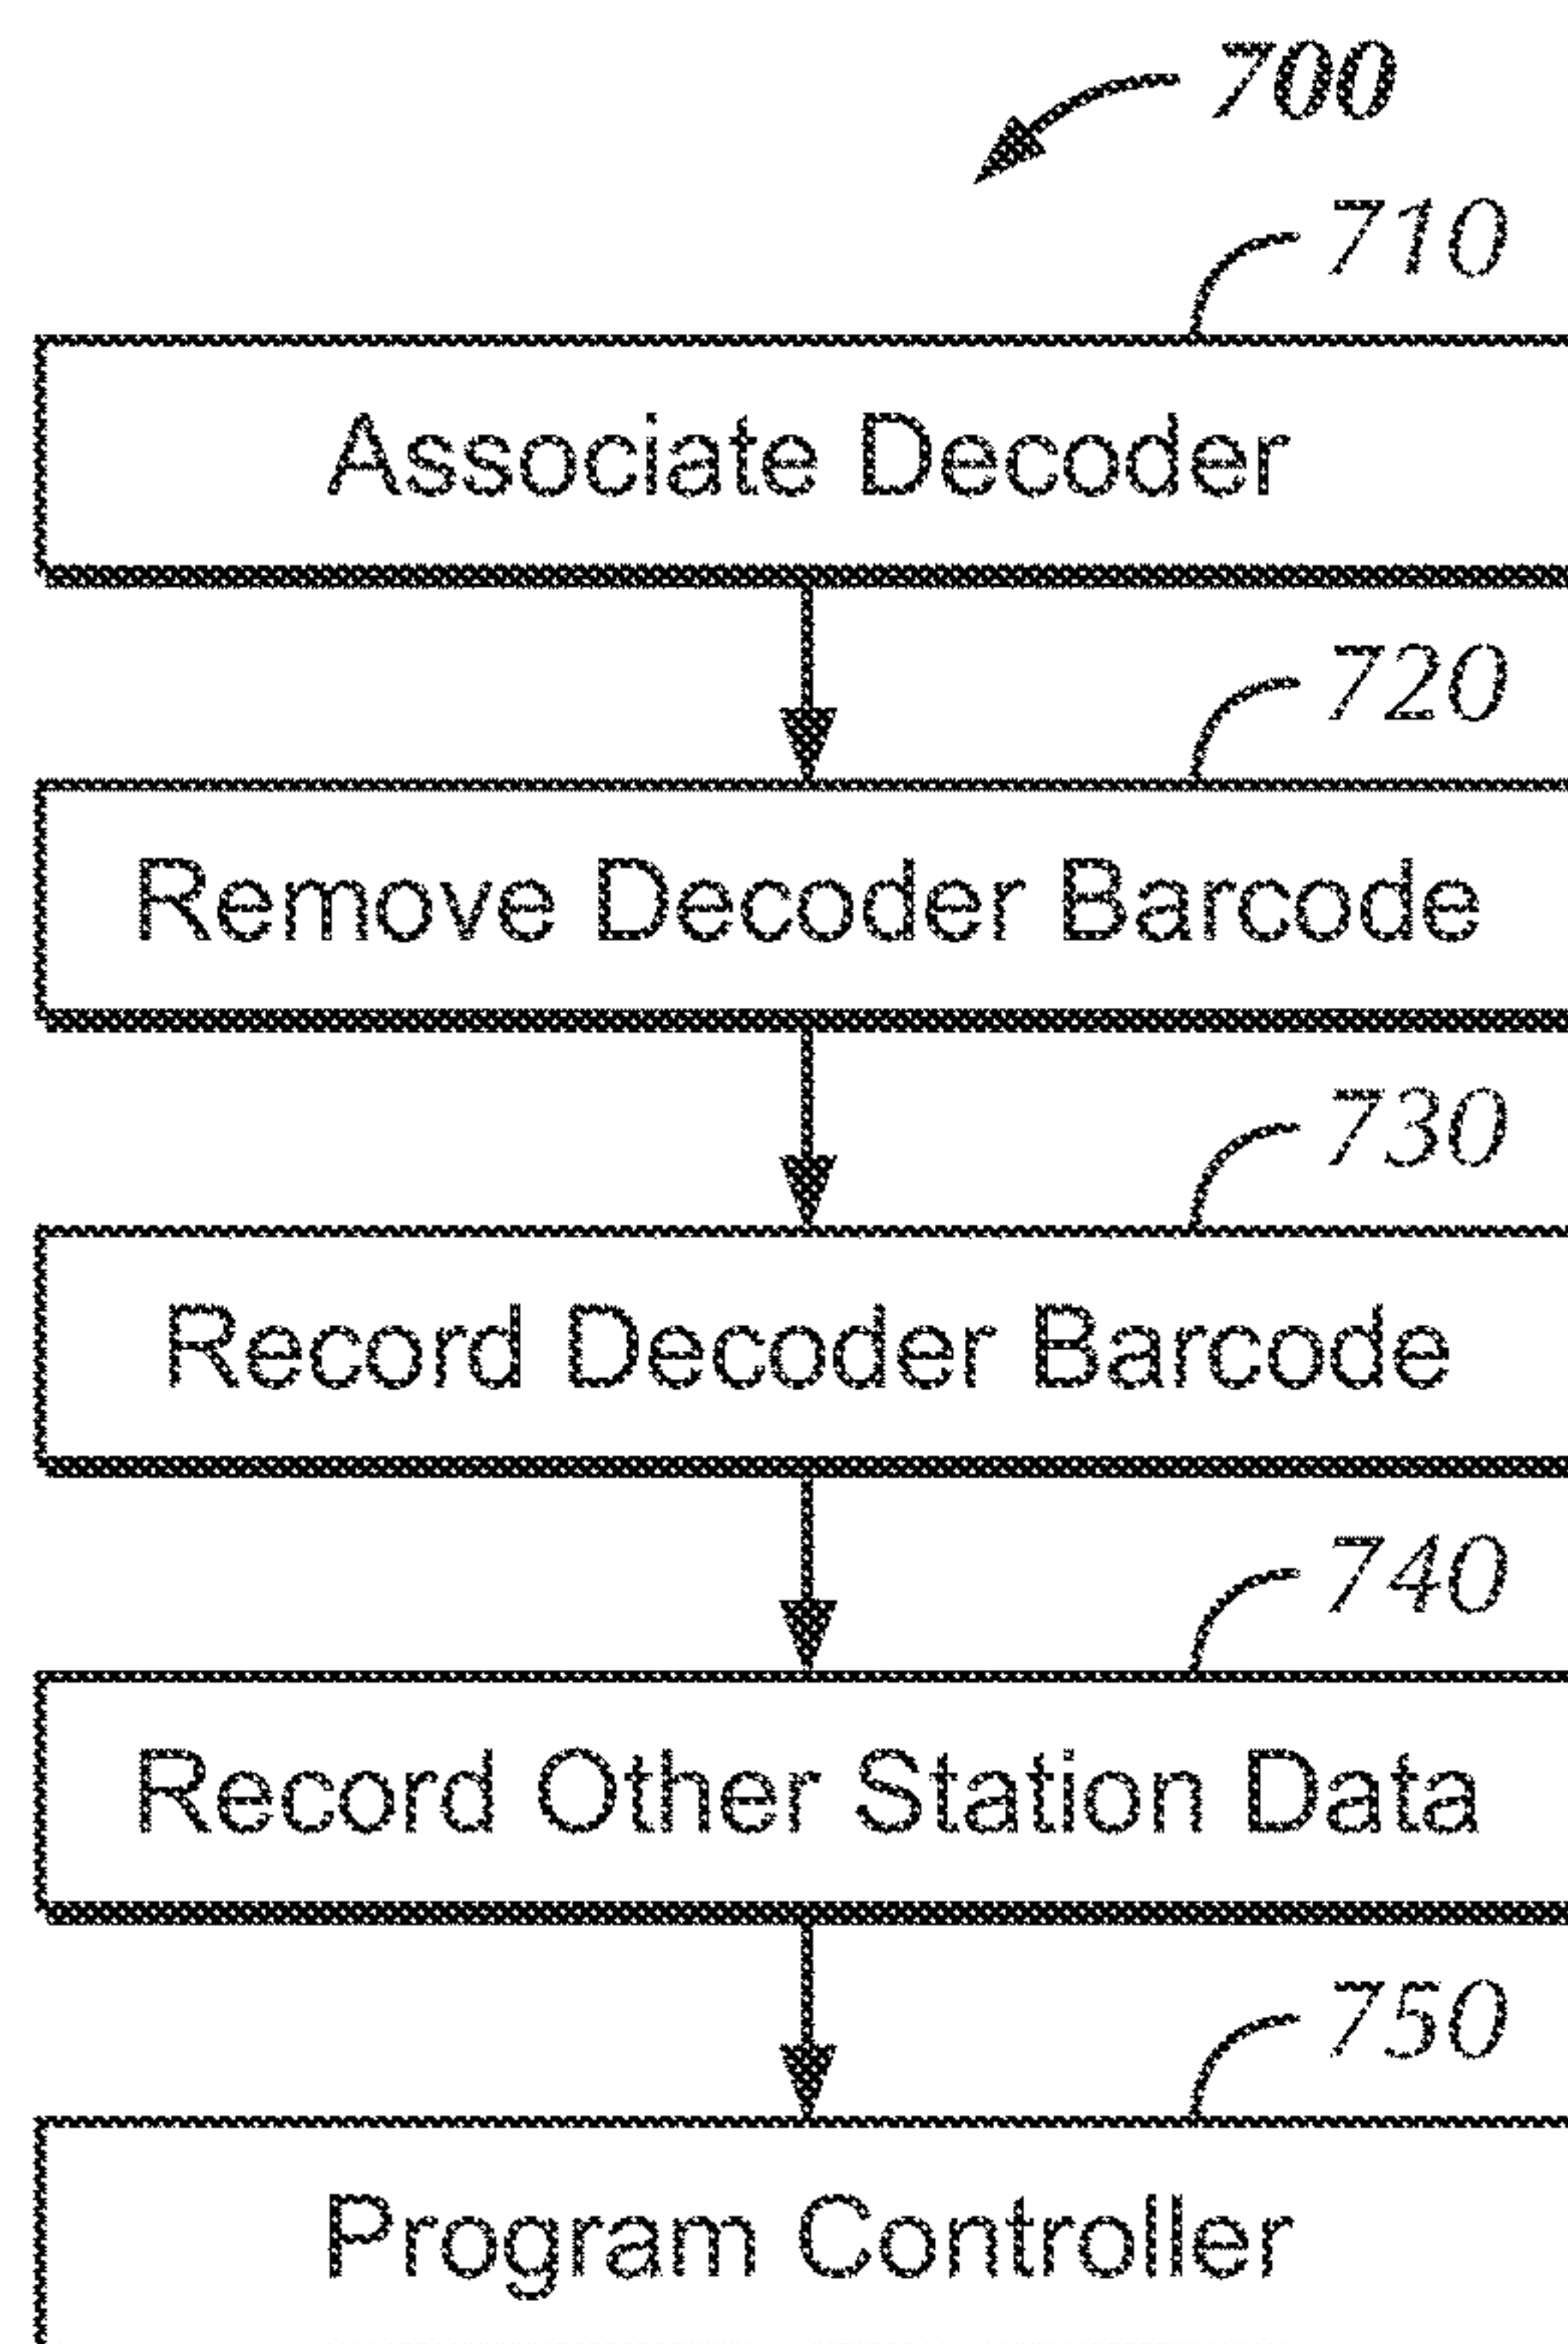 700
710
Associate Decoder
720
Remove Decoder Barcode
730
Record Decoder Barcode
740
Record Other Station Data
750
Program Controller